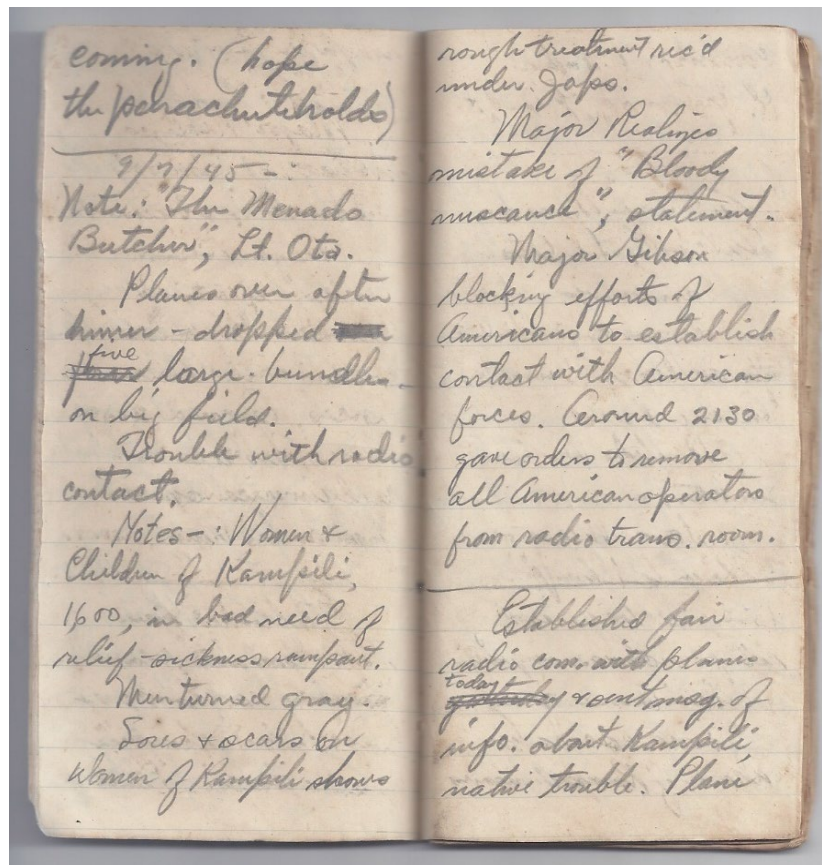 coming. (hope
the parachute holds)
9/7/45 -
Note: "The Menado
Butcher", Lt. Ota.
Planes over after
dinner - dropped
five large bundles
on big field.
Trouble with radio
contact.
Notes-: Women &
Children of Kampili,
1,600, in bad need of
relief - sickness rampant.
Men turned gray.
Sores & scars on
women of Kampili shows
rough treatment rec'd
under Japs.
Major Realizes
mistake of "Bloody
nuscance", statement.
Major Gibson
blocking efforts of
Americans to establish
contact with American
forces. Around 2130
gave orders to remove
all American operators
from radio trans. room.
Established fair
radio com. with planes
today & sent msg. of
info. about Kampili,
native trouble. Plane